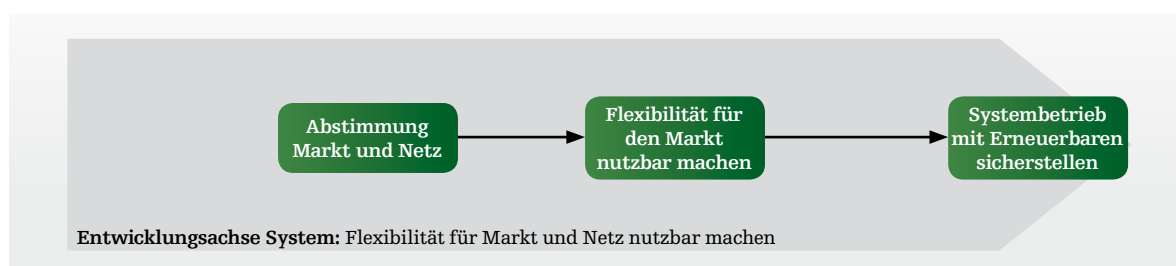 Abstimmung
Markt und Netz
Flexibilität für
den Markt
nutzbar machen
Systembetrieb
mit Erneuerbaren
sicherstellen
Entwicklungsachse System: Flexibilität für Markt und Netz nutzbar machen